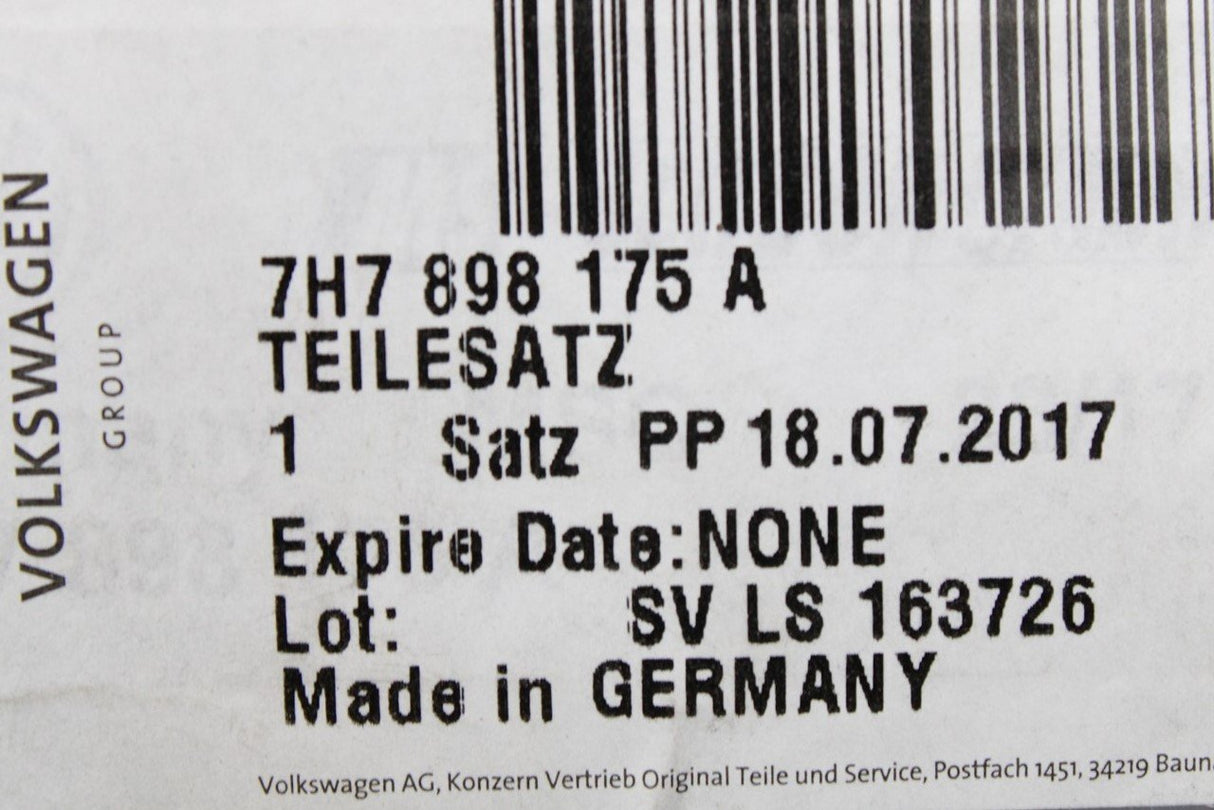 VOLKSWAGEN
GROUP
7H7 898 175 A
TEILESATZ
1 Satz PP 18.07.2017
Expire Date:NONE
Lot: SV LS 163726
Made in GERMANY
Volkswagen AG, Konzern Vertrieb Original Teile und Service, Postfach 1451, 34219